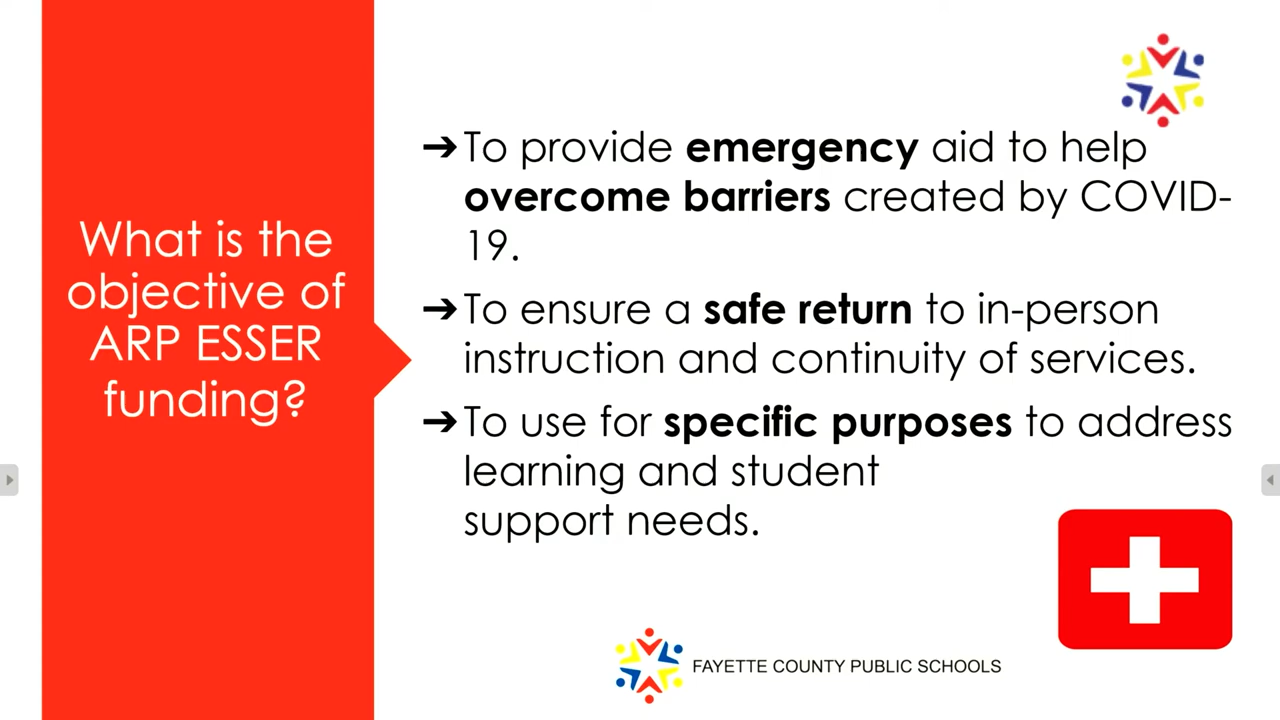 What is the
objective of
ARP ESSER
funding?
➔ To provide emergency aid to help
overcome barriers created by COVID-
19.
➔ To ensure a safe return to in-person
instruction and continuity of services.
➔ To use for specific purposes to address
learning and student
support needs.
FAYETTE COUNTY PUBLIC SCHOOLS